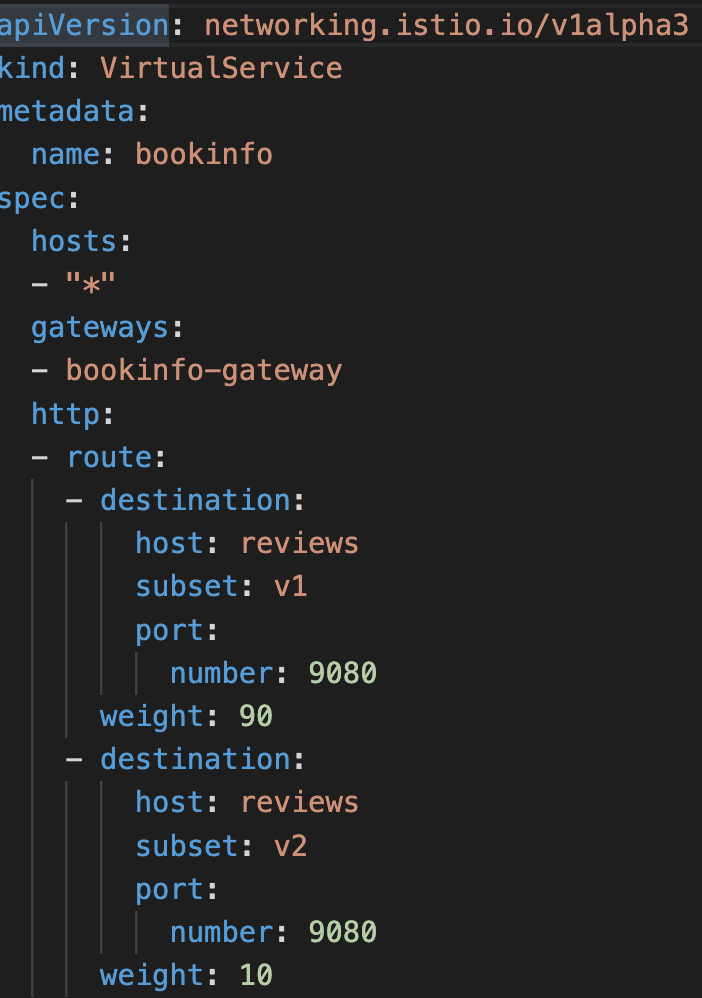 apiVersion: networking.istio.io/v1alpha3
kind: VirtualService
metadata:
  name: bookinfo
spec:
  hosts:
  - "*"
  gateways:
  - bookinfo-gateway
  http:
  - route:
    - destination:
        host: reviews
        subset: v1
        port:
          number: 9080
      weight: 90
    - destination:
        host: reviews
        subset: v2
        port:
          number: 9080
      weight: 10